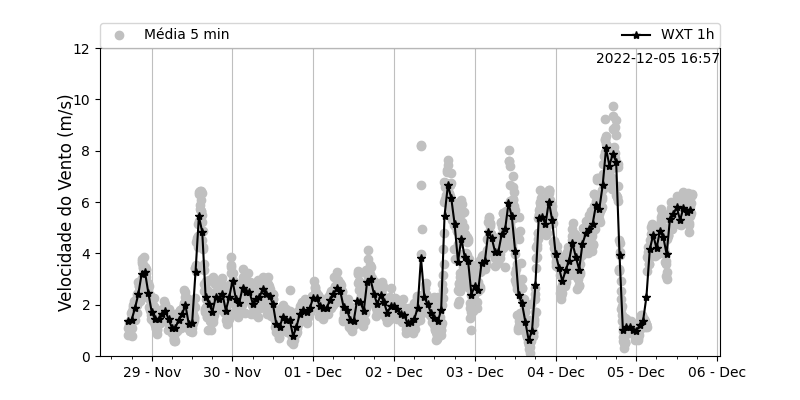 Média 5 min
WXT 1h
2022-12-05 16:57
Velocidade do Vento (m/s)
12
10
8
6
4
2
0
29 - Nov
30 - Nov
01 - Dec
02 - Dec
03 - Dec
04 - Dec
05 - Dec
06 - Dec